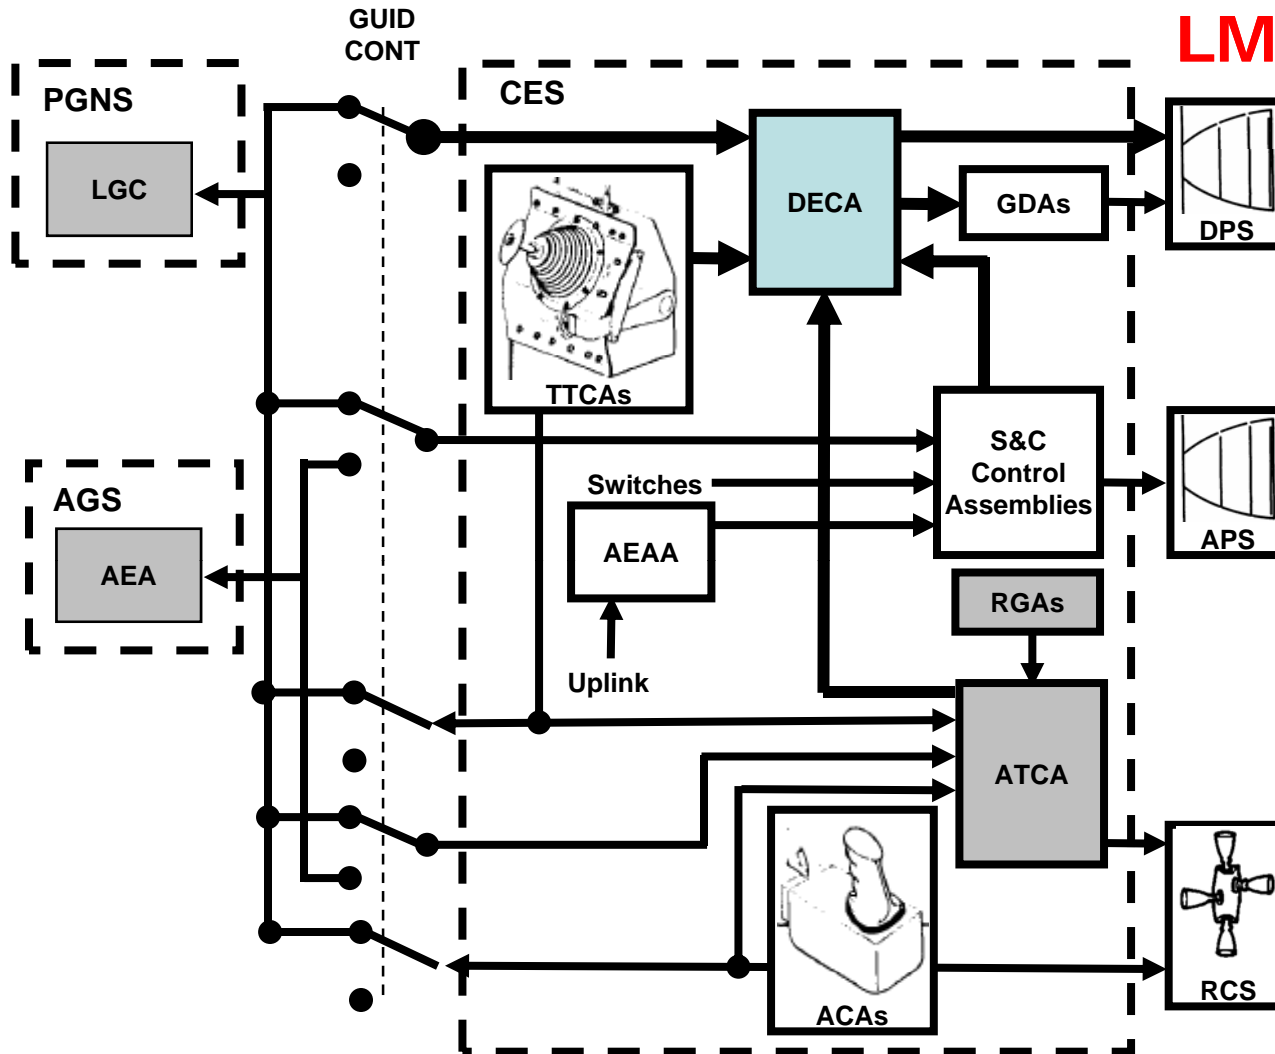 GUID
CONT
LM
PGNS
CES
LGC
DECA
GDAs
DPS
TTCAs
S&C
Control
Assemblies
Switches
AGS
AEA
AEAA
APS
RGAs
Uplink
ATCA
ACAs
RCS